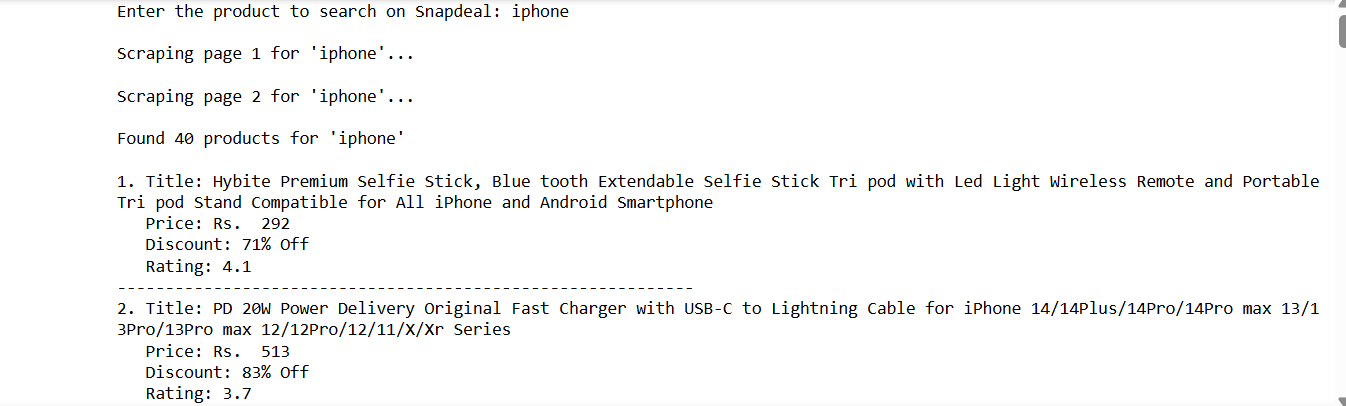 Enter the product to search on Snapdeal: iphone
Scraping page 1 for 'iphone'...
Scraping page 2 for 'iphone'...
Found 40 products for 'iphone'
1. Title: Hybite Premium Selfie Stick, Blue tooth Extendable Selfie Stick Tri pod with Led Light Wireless Remote and Portable
Tri pod Stand Compatible for All iPhone and Android Smartphone
Price: Rs.  292
Discount: 71% Off
Rating: 4.1
------------------------------------------------------------
2. Title: PD 20W Power Delivery Original Fast Charger with USB-C to Lightning Cable for iPhone 14/14Plus/14Pro/14Pro max 13/1
3Pro/13Pro max 12/12Pro/12/11/X/Xr Series
Price: Rs.  513
Discount: 83% Off
Rating: 3.7